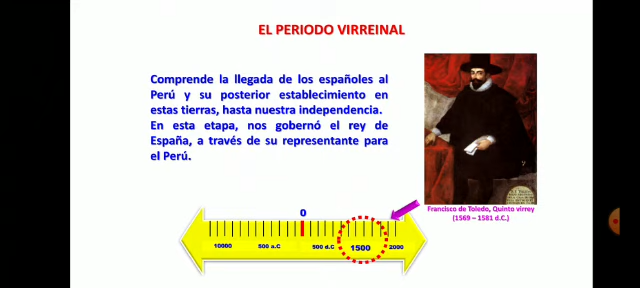 EL PERIODO VIRREINAL
Comprende la llegada de los españoles al
Perú y su posterior establecimiento en
estas tierras, hasta nuestra independencia.
En esta etapa, nos gobernó el rey de
España, a través de su representante para
el Perú.
Francisco de Toledo, Quinto virrey
(1569 – 1581 d.C.)
0
10000 500 a.C 500 d.C 1500 2000